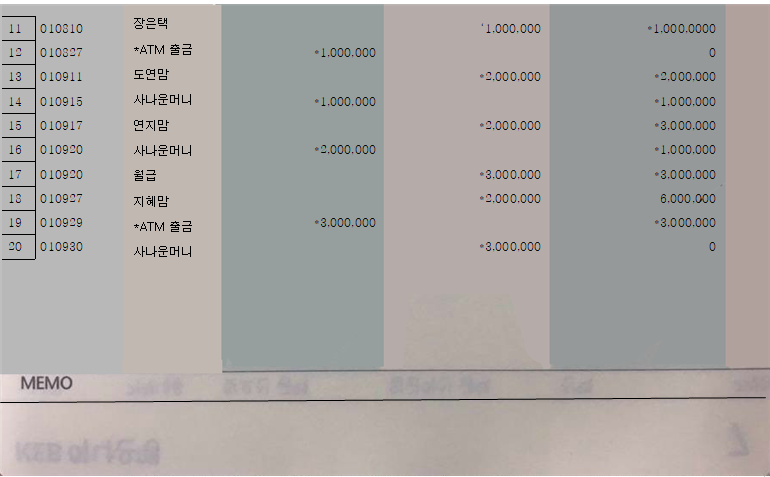 11 010810 장은택 *1,000,000 *1.000.0000
12 010827 *ATM 출금 *1.000.000 0
13 010911 도연맘 *2.000.000 *2.000.000
14 010915 사나운머니 *1.000.000 *1.000.000
15 010917 연지맘 *2.000.000 *3.000.000
16 010920 사나운머니 *2.000.000 *1.000.000
17 010920 월급 *3.000.000 *3.000.000
18 010927 지혜맘 *2.000.000 6.000.000
19 010929 *ATM 출금 *3.000.000 *3.000.000
20 010930 사나운머니 *3.000.000 0
MEMO